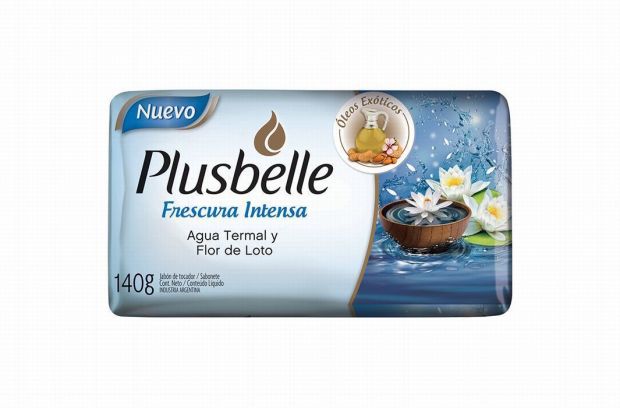 Nuevo
Óleos Exóticos
Plusbelle
Frescura Intensa
Agua Termal y
Flor de Loto
140g
Jabón de tocador / Sabonete
Cont. Neto / Conteúdo Líquido
INDUSTRIA ARGENTINA